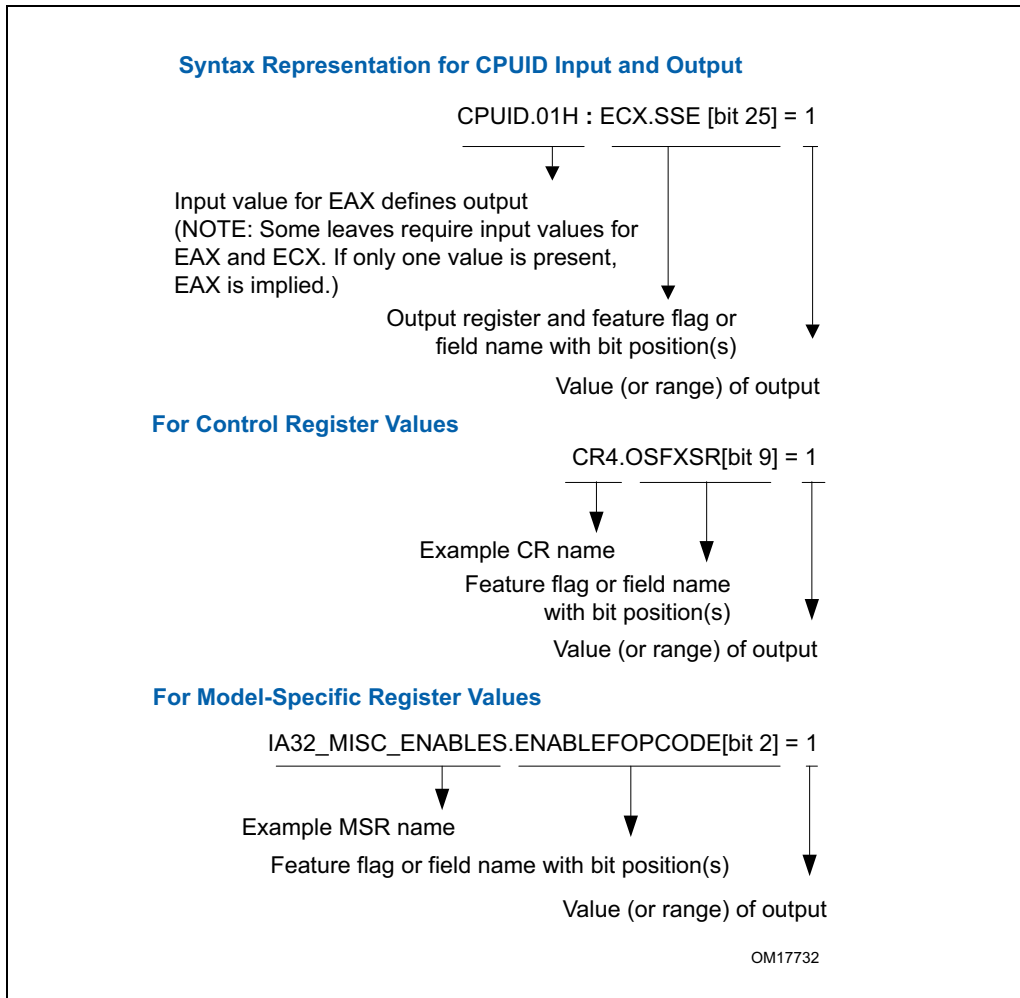 Syntax Representation for CPUID Input and Output
CPUID.01H : ECX.SSE [bit 25] = 1
Input value for EAX defines output
(NOTE: Some leaves require input values for
EAX and ECX. If only one value is present,
EAX is implied.)
Output register and feature flag or
field name with bit position(s)
Value (or range) of output
For Control Register Values
CR4.OSFXSR[bit 9] = 1
Example CR name
Feature flag or field name
with bit position(s)
Value (or range) of output
For Model-Specific Register Values
IA32_MISC_ENABLES.ENABLEFOPCODE[bit 2] = 1
Example MSR name
Feature flag or field name with bit position(s)
Value (or range) of output
OM17732